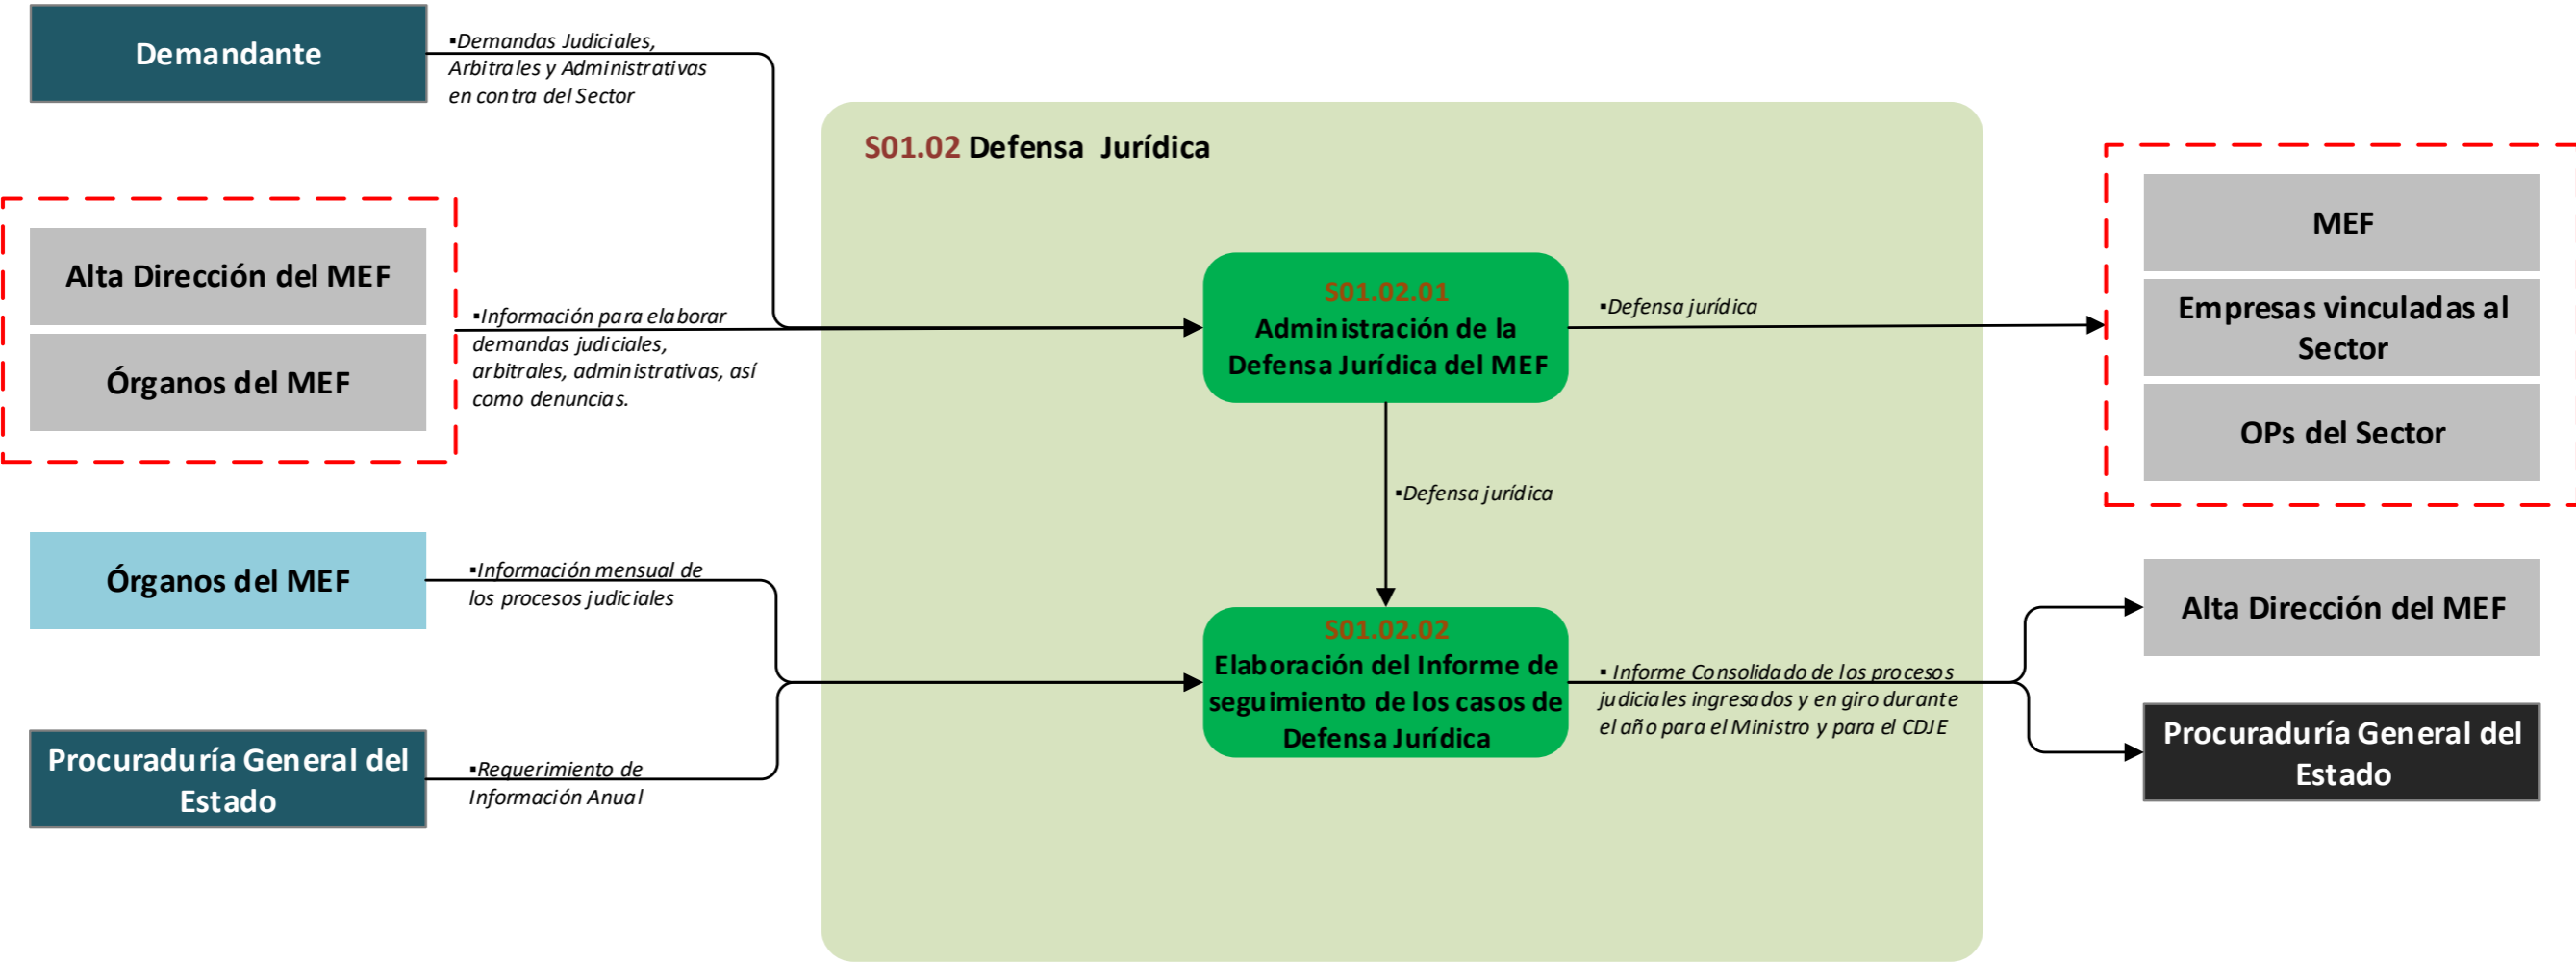 Demandante
▪Demandas Judiciales,
Arbitrales y Administrativas
en contra del Sector
S01.02 Defensa Jurídica
Alta Dirección del MEF
Órganos del MEF
▪Información para elaborar
demandas judiciales,
arbitrales, administrativas, así
como denuncias.
S01.02.01
Administración de la
Defensa Jurídica del MEF
▪Defensa jurídica
MEF
Empresas vinculadas al
Sector
OPs del Sector
▪Defensa jurídica
Órganos del MEF
▪Información mensual de
los procesos judiciales
Procuraduría General del
Estado
▪Requerimiento de
Información Anual
S01.02.02
Elaboración del Informe de
seguimiento de los casos de
Defensa Jurídica
▪ Informe Consolidado de los procesos
judiciales ingresados y en giro durante
el año para el Ministro y para el CDJE
Alta Dirección del MEF
Procuraduría General del
Estado